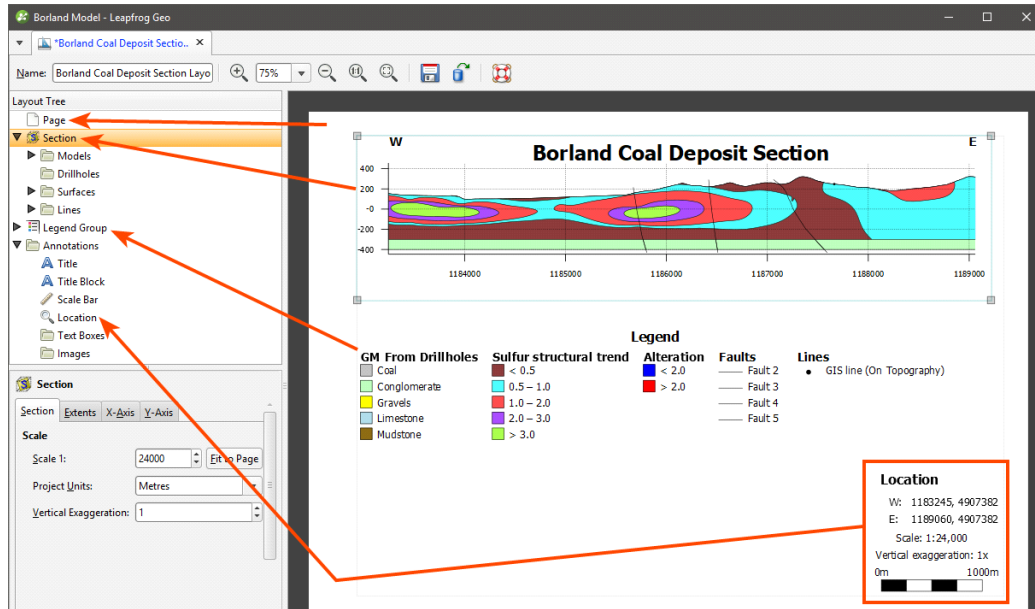 Borland Model - Leapfrog Geo
*Borland Coal Deposit Sectio..
Name: Borland Coal Deposit Section Layo 75%
Layout Tree
Page
Section
Models
Drillholes
Surfaces
Lines
Legend Group
Annotations
Title
Title Block
Scale Bar
Location
Text Boxes
Images
Section
Section Extents X-Axis Y-Axis
Scale
Scale 1: 24000 Fit to Page
Project Units: Metres
Vertical Exaggeration: 1
W E
Borland Coal Deposit Section
400
200
-0
-200
-400
1184000 1185000 1186000 1187000 1188000 1189000
Legend
GM From Drillholes Sulfur structural trend Alteration Faults Lines
Coal < 0.5 < 2.0 Fault 2 GIS line (On Topography)
Conglomerate 0.5 – 1.0 > 2.0 Fault 3
Gravels 1.0 – 2.0 Fault 4
Limestone 2.0 – 3.0 Fault 5
Mudstone > 3.0
Location
W: 1183245, 4907382
E: 1189060, 4907382
Scale: 1:24,000
Vertical exaggeration: 1x
0m 1000m